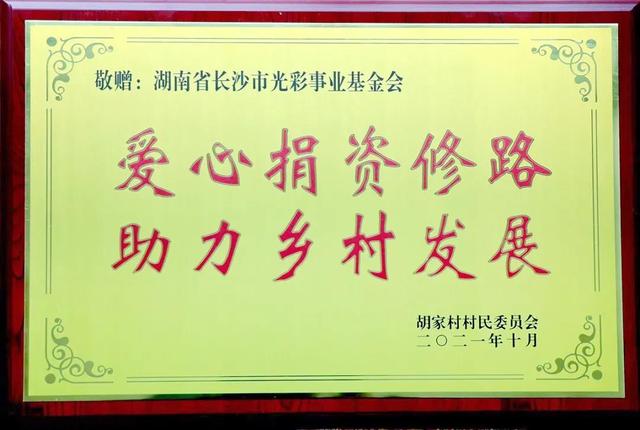 敬赠：湖南省长沙市光彩事业基金会
爱心捐资修路
助力乡村发展
胡家村村民委员会
二〇二一年十月